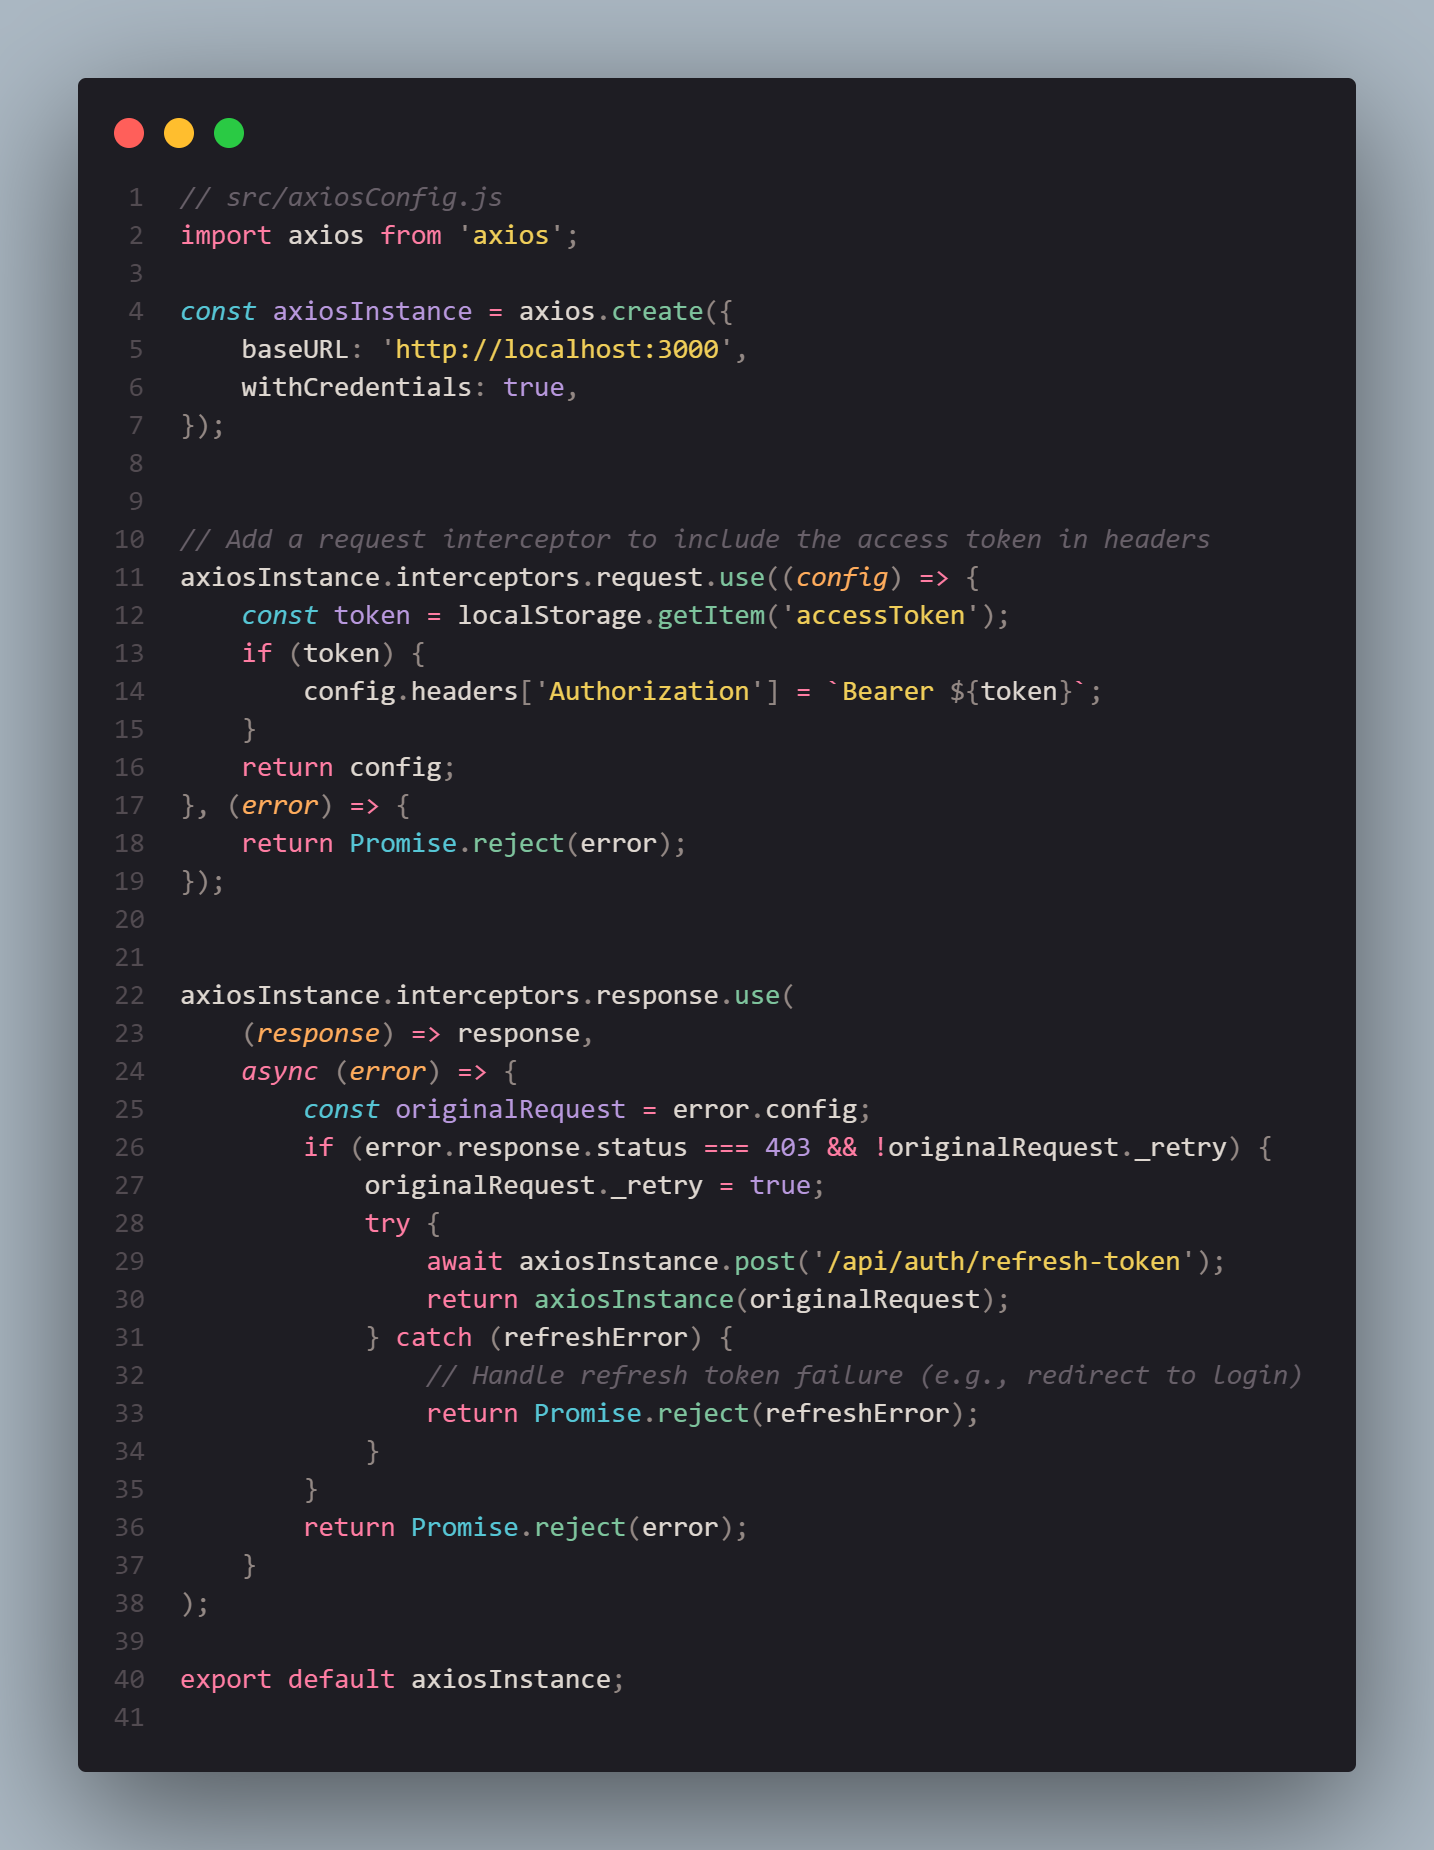 1 // src/axiosConfig.js
2 import axios from 'axios';
3
4 const axiosInstance = axios.create({
5     baseURL: 'http://localhost:3000',
6     withCredentials: true,
7 });
8
9
10 // Add a request interceptor to include the access token in headers
11 axiosInstance.interceptors.request.use((config) => {
12     const token = localStorage.getItem('accessToken');
13     if (token) {
14         config.headers['Authorization'] = `Bearer ${token}`;
15     }
16     return config;
17 }, (error) => {
18     return Promise.reject(error);
19 });
20
21
22 axiosInstance.interceptors.response.use(
23     (response) => response,
24     async (error) => {
25         const originalRequest = error.config;
26         if (error.response.status === 403 && !originalRequest._retry) {
27             originalRequest._retry = true;
28             try {
29                 await axiosInstance.post('/api/auth/refresh-token');
30                 return axiosInstance(originalRequest);
31             } catch (refreshError) {
32                 // Handle refresh token failure (e.g., redirect to login)
33                 return Promise.reject(refreshError);
34             }
35         }
36         return Promise.reject(error);
37     }
38 );
39
40 export default axiosInstance;
41